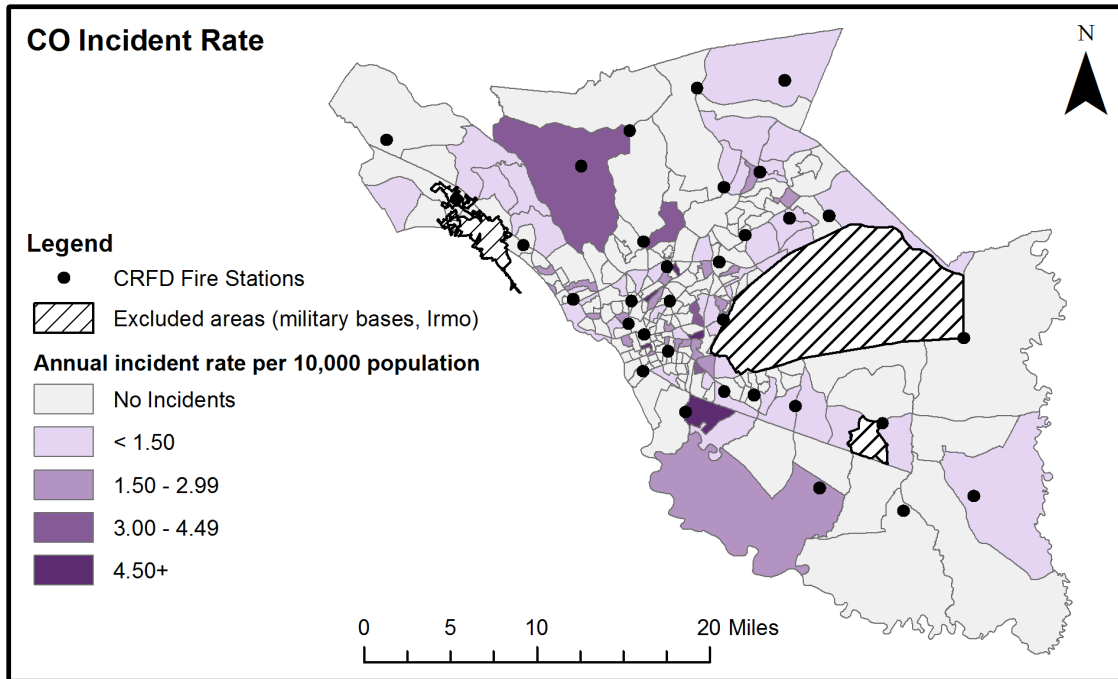 CO Incident Rate
N
Legend
CRFD Fire Stations
Excluded areas (military bases, Irmo)
Annual incident rate per 10,000 population
No Incidents
< 1.50
1.50 - 2.99
3.00 - 4.49
4.50+
0 5 10 20 Miles